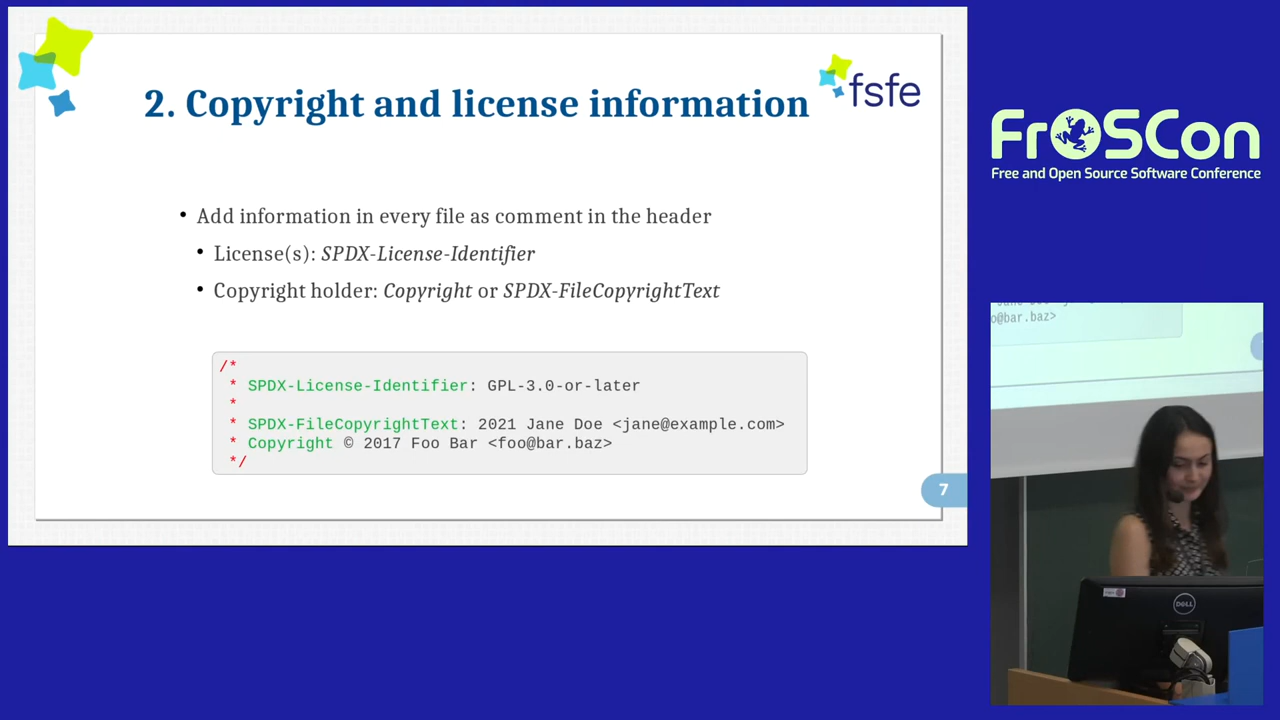 2. Copyright and license information
fsfe
• Add information in every file as comment in the header
• License(s): SPDX-License-Identifier
• Copyright holder: Copyright or SPDX-FileCopyrightText
/*
* SPDX-License-Identifier: GPL-3.0-or-later
*
* SPDX-FileCopyrightText: 2021 Jane Doe <jane@example.com>
* Copyright © 2017 Foo Bar <foo@bar.baz>
*/
7
FrOSCon
Free and Open Source Software Conference
o@bar.baz>
DELL